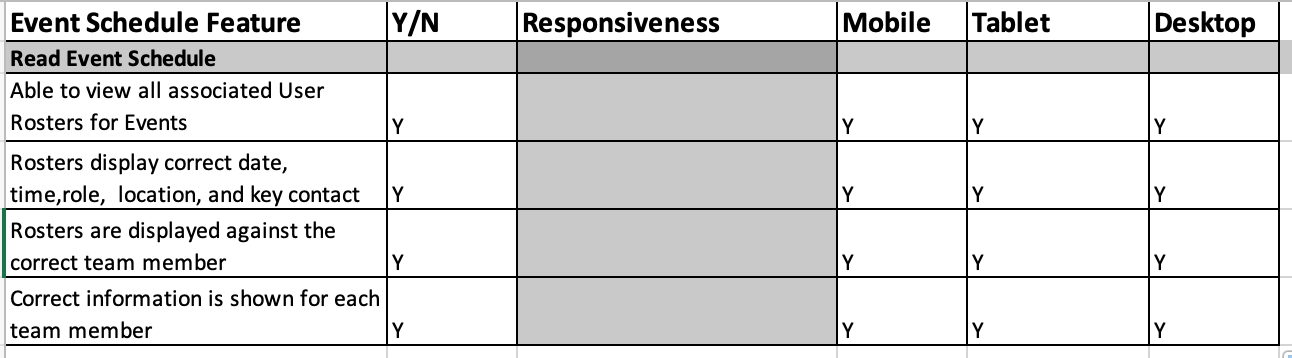 Event Schedule Feature Y/N Responsiveness Mobile Tablet Desktop
Read Event Schedule
Able to view all associated User
Rosters for Events Y Y Y Y
Rosters display correct date,
time,role,  location, and key contact Y Y Y Y
Rosters are displayed against the
correct team member Y Y Y Y
Correct information is shown for each
team member Y Y Y Y